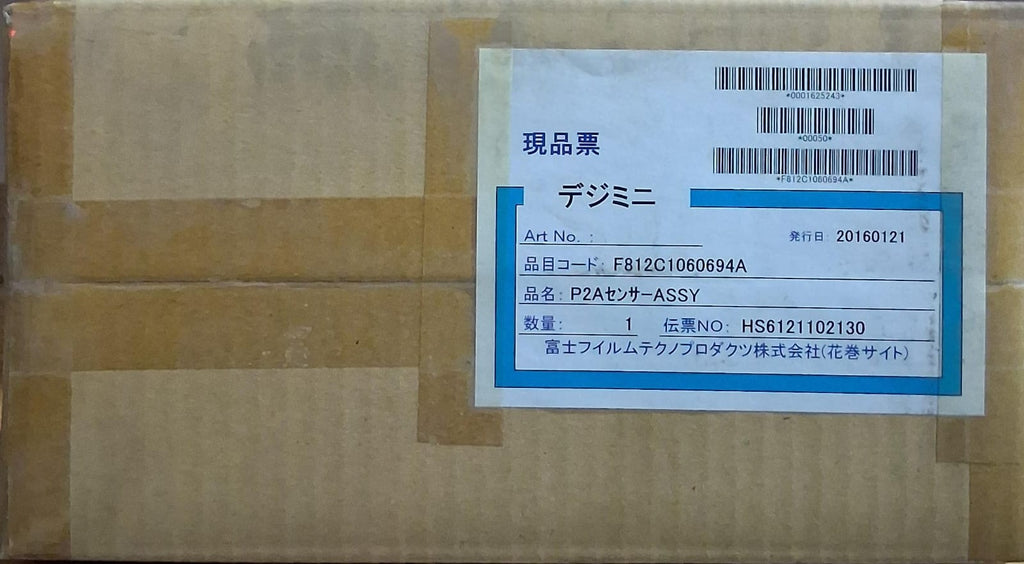 *0001625243*
*00050*
現品票
*F812C1060694A*
デジミニ
Art No. :
発行日: 20160121
品目コード: F812C1060694A
品名: P2AセンサーASSY
数量: 1 伝票NO: HS6121102130
富士フイルムテクノプロダクツ株式会社(花巻サイト)